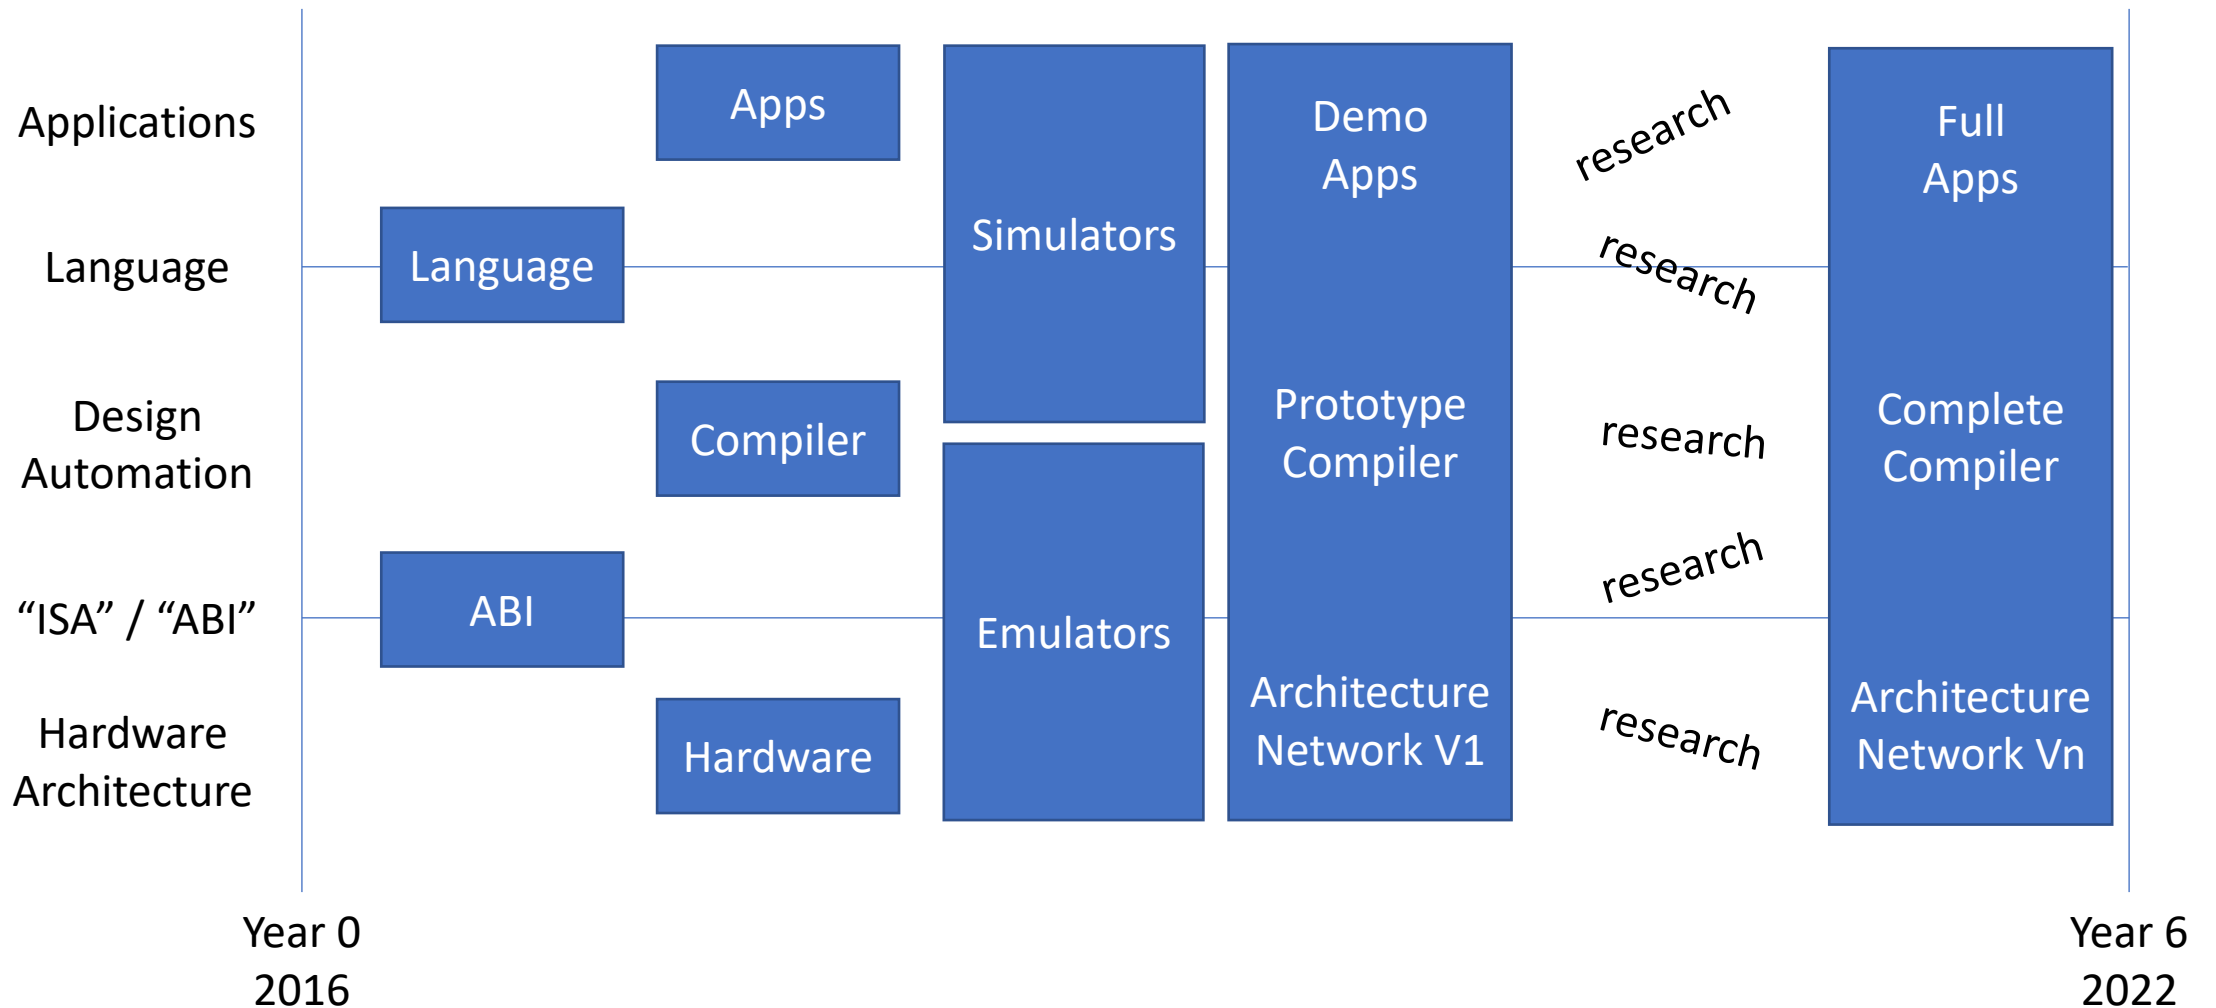 Applications
Language
Design
Automation
“ISA” / “ABI”
Hardware
Architecture
Language
ABI
Apps
Compiler
Hardware
Simulators
Emulators
Demo
Apps
Prototype
Compiler
Architecture
Network V1
research
research
research
research
research
Full
Apps
Complete
Compiler
Architecture
Network Vn
Year 0
2016
Year 6
2022